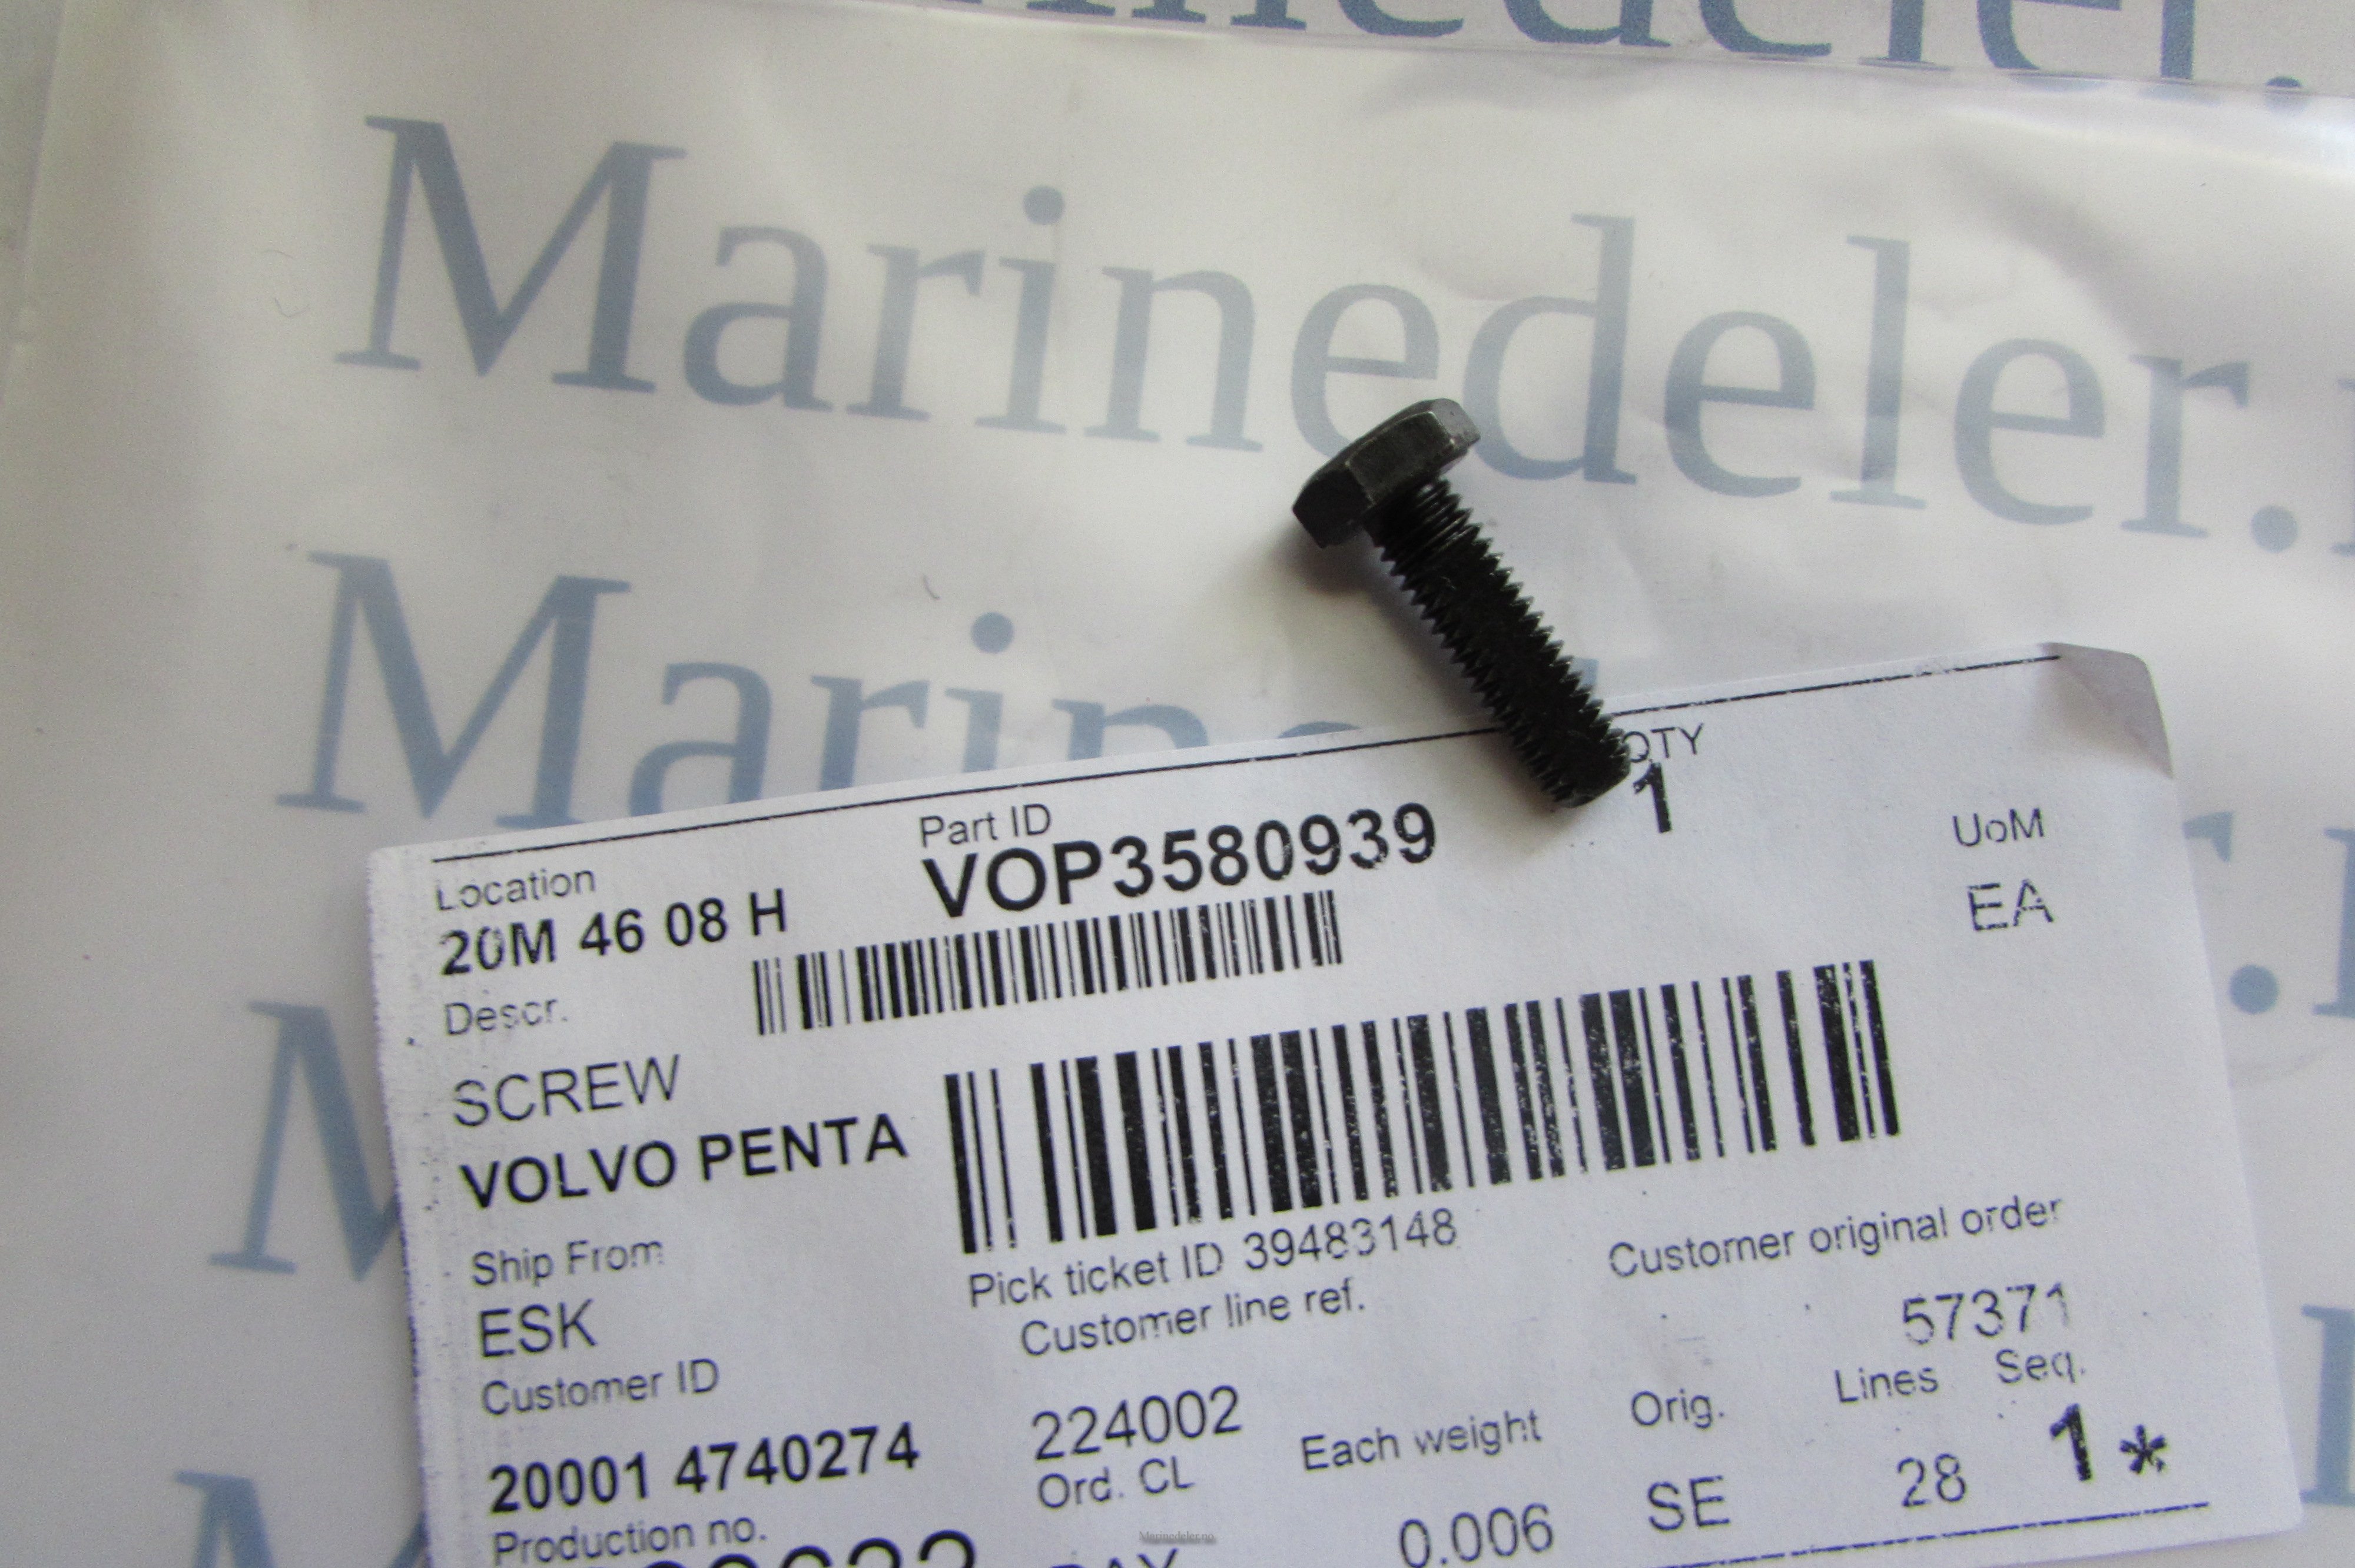 Marinedeler.
Location
Part ID
QTY
20M 46 08 H
VOP3580939
1
UoM
EA
Descr.
SCREW
VOLVO PENTA
Ship From
ESK
Pick ticket ID 39483148
Customer line ref.
Customer original order
57371
Customer ID
20001 4740274
224002
Ord. CL
Each weight
0.006
Orig.
SE
Lines
28
Seq.
1*
Production no.
Marinedeler.no